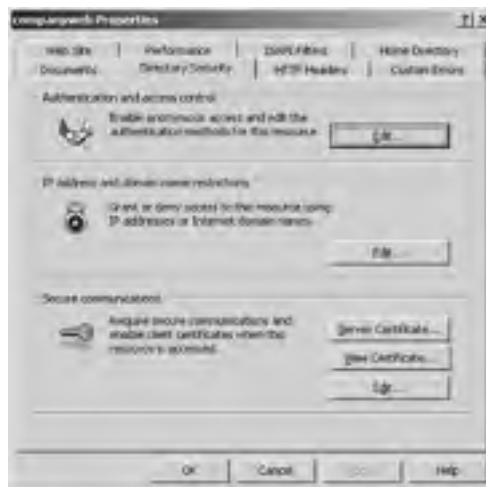 companyweb Properties
Web Site Performance ISAPI Filters Home Directory
Documents Directory Security HTTP Headers Custom Errors
Authentication and access control
Enable anonymous access and edit the
authentication methods for this resource.
Edit...
IP address and domain name restrictions
Grant or deny access to this resource using
IP addresses or Internet domain names.
Edit...
Secure communications
Require secure communications and
enable client certificates when this
resource is accessed.
Server Certificate...
View Certificate...
Edit...
OK Cancel Help